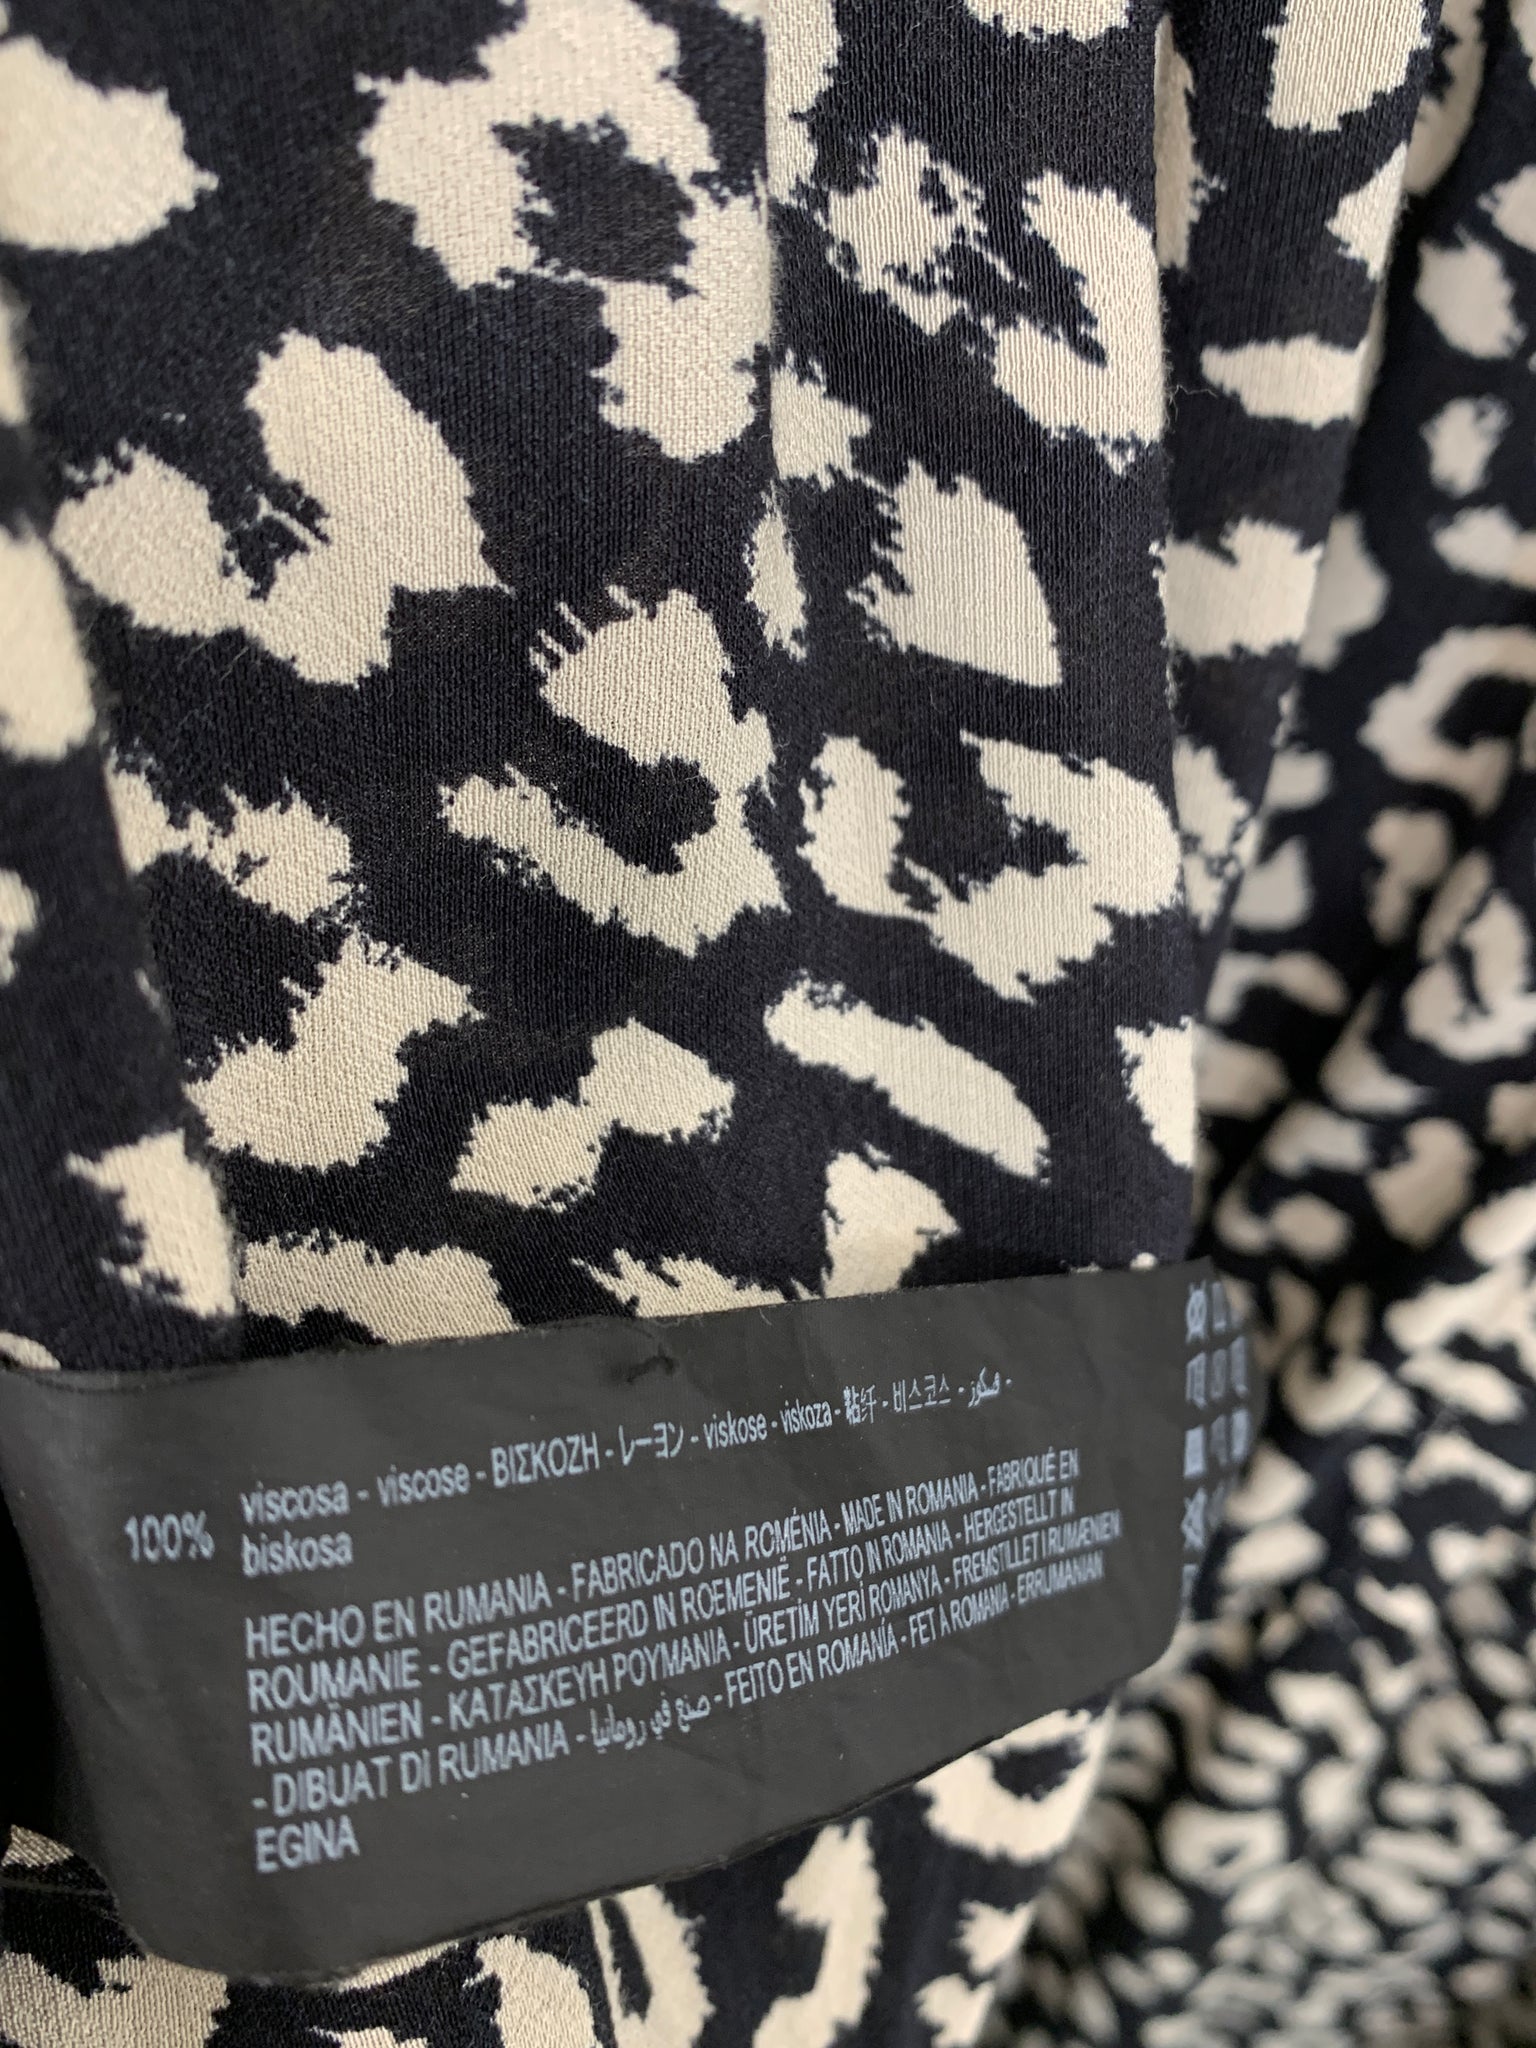 100%
viscosa - viscose - ΒΙΣΚΟΖΗ - レーヨン - viskose - viskoza - 粘纤 - 비스코스 - فسكوز -
biskosa
HECHO EN RUMANIA - FABRICADO NA ROMÉNIA - MADE IN ROMANIA - FABRIQUÉ EN
ROUMANIE - GEFABRICEERD IN ROEMENIË - FATTO IN ROMANIA - HERGESTELLT IN
RUMÄNIEN - ΚΑΤΑΣΚΕΥΗ ΡΟΥΜΑΝΙΑ - ÜRETİM YERİ ROMANYA - FREMSTILLET I RUMÆNIEN
- DIBUAT DI RUMANIA - صنع في رومانيا - FEITO EN ROMANÍA - FET A ROMANIA - ERRUMANIAN
EGINA